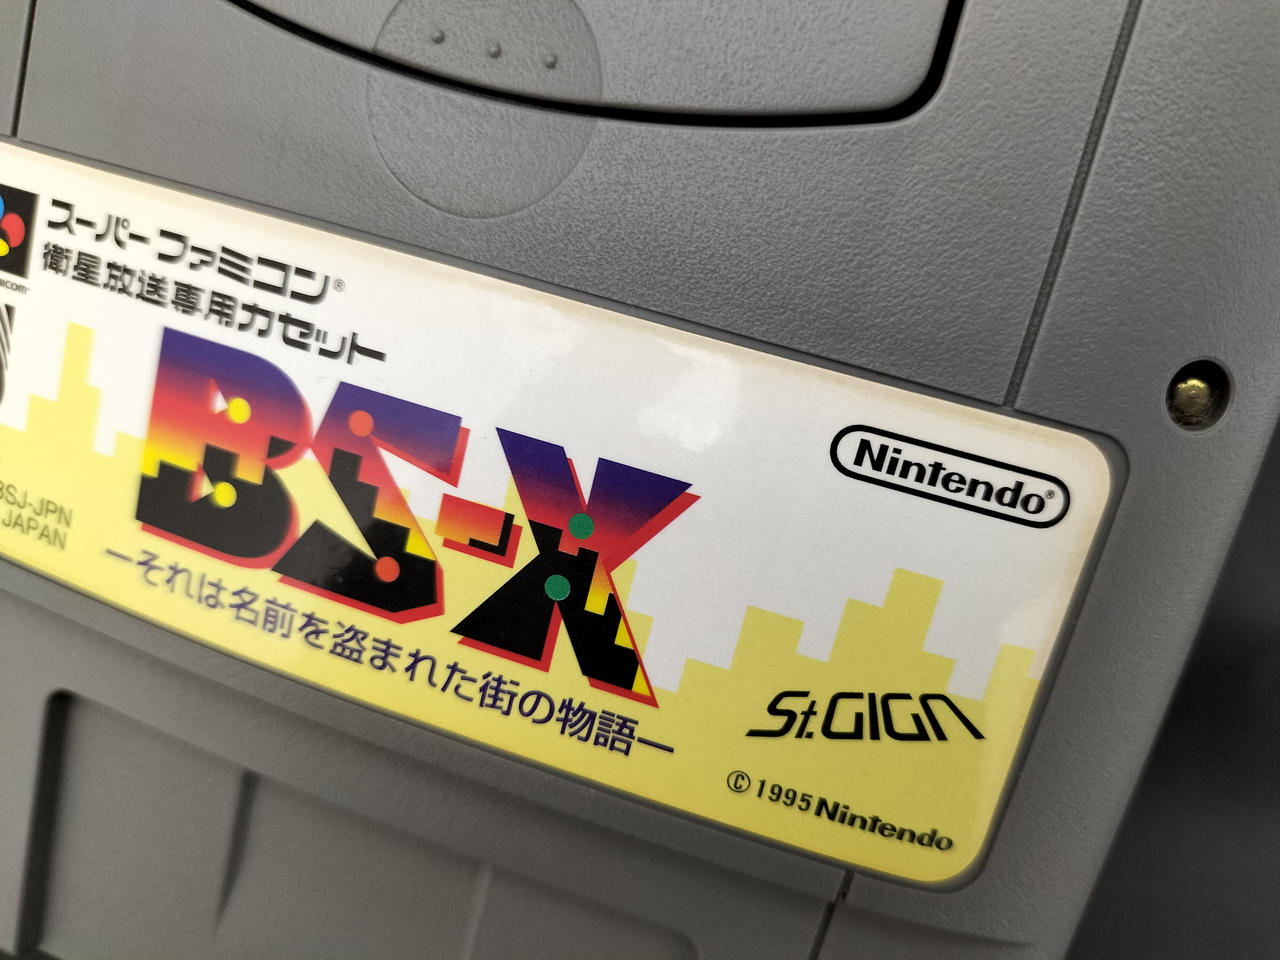 スーパーファミコン®
衛星放送専用カセット
BS-X
―それは名前を盗まれた街の物語―
Nintendo®
BSJ-JPN
JAPAN
St.GIGA
©1995 Nintendo